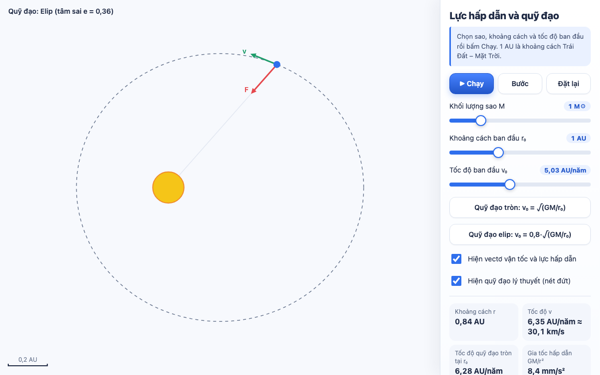 Quỹ đạo: Elip (tâm sai e = 0,36)
v
F
0,2 AU
Lực hấp dẫn và quỹ đạo
Chọn sao, khoảng cách và tốc độ ban đầu
rồi bấm Chạy. 1 AU là khoảng cách Trái
Đất – Mặt Trời.
▶ Chạy
Bước
Đặt lại
Khối lượng sao M
1 M☉
Khoảng cách ban đầu r₀
1 AU
Tốc độ ban đầu v₀
5,03 AU/năm
Quỹ đạo tròn: v₀ = √(GM/r₀)
Quỹ đạo elip: v₀ = 0,8·√(GM/r₀)
Hiện vectơ vận tốc và lực hấp dẫn
Hiện quỹ đạo lý thuyết (nét đứt)
Khoảng cách r
0,84 AU
Tốc độ v
6,35 AU/năm ≈
30,1 km/s
Tốc độ quỹ đạo tròn
tại r₀
6,28 AU/năm
Gia tốc hấp dẫn
GM/r²
8,4 mm/s²